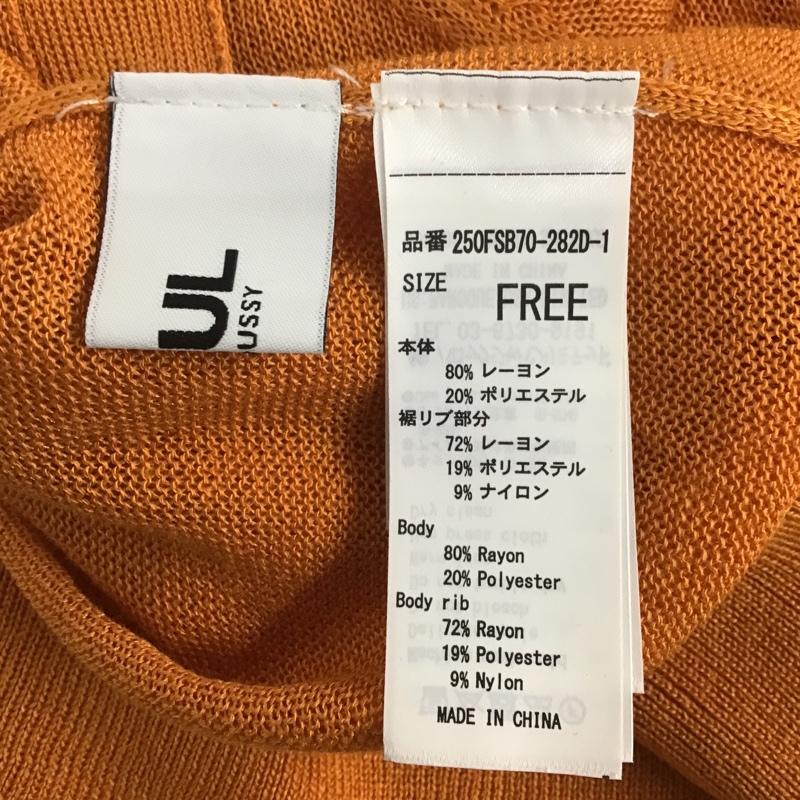 UL
USSY
品番 250FSB70-282D-1
SIZE
FREE
本体
80% レーヨン
20% ポリエステル
裾リブ部分
72% レーヨン
19% ポリエステル
9% ナイロン
Body
80% Rayon
20% Polyester
Body rib
72% Rayon
19% Polyester
9% Nylon
MADE IN CHINA